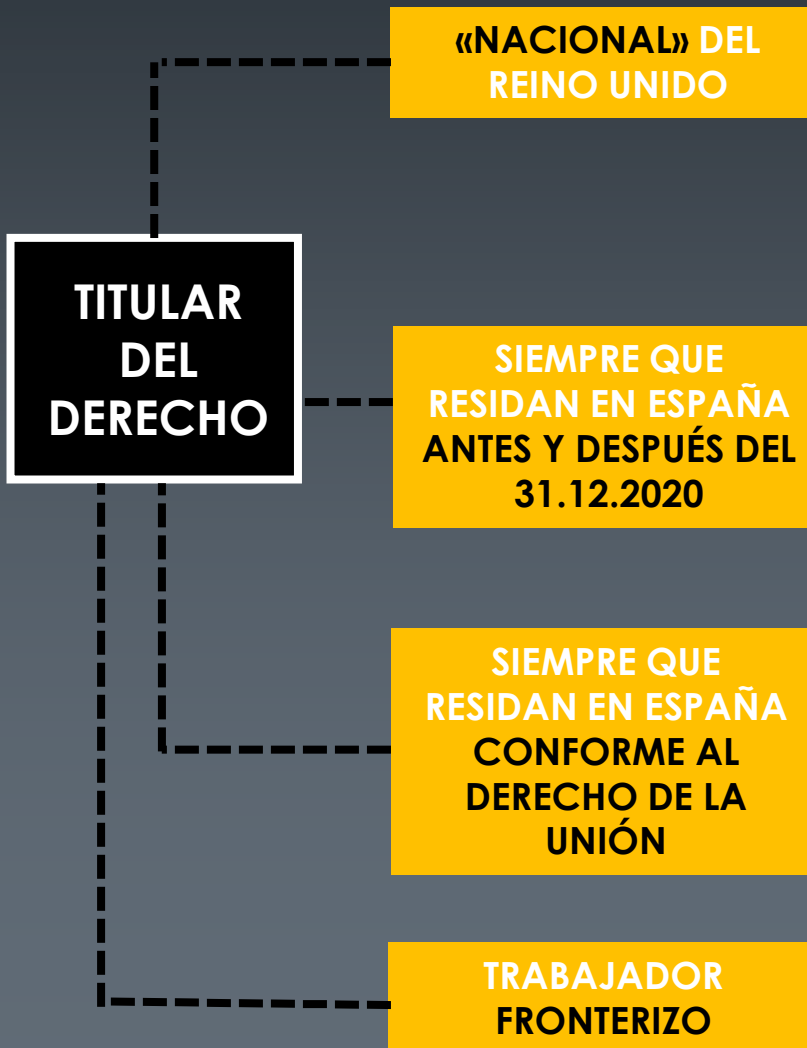 «NACIONAL» DEL
REINO UNIDO
TITULAR
DEL
DERECHO
SIEMPRE QUE
RESIDAN EN ESPAÑA
ANTES Y DESPUÉS DEL
31.12.2020
SIEMPRE QUE
RESIDAN EN ESPAÑA
CONFORME AL
DERECHO DE LA
UNIÓN
TRABAJADOR
FRONTERIZO